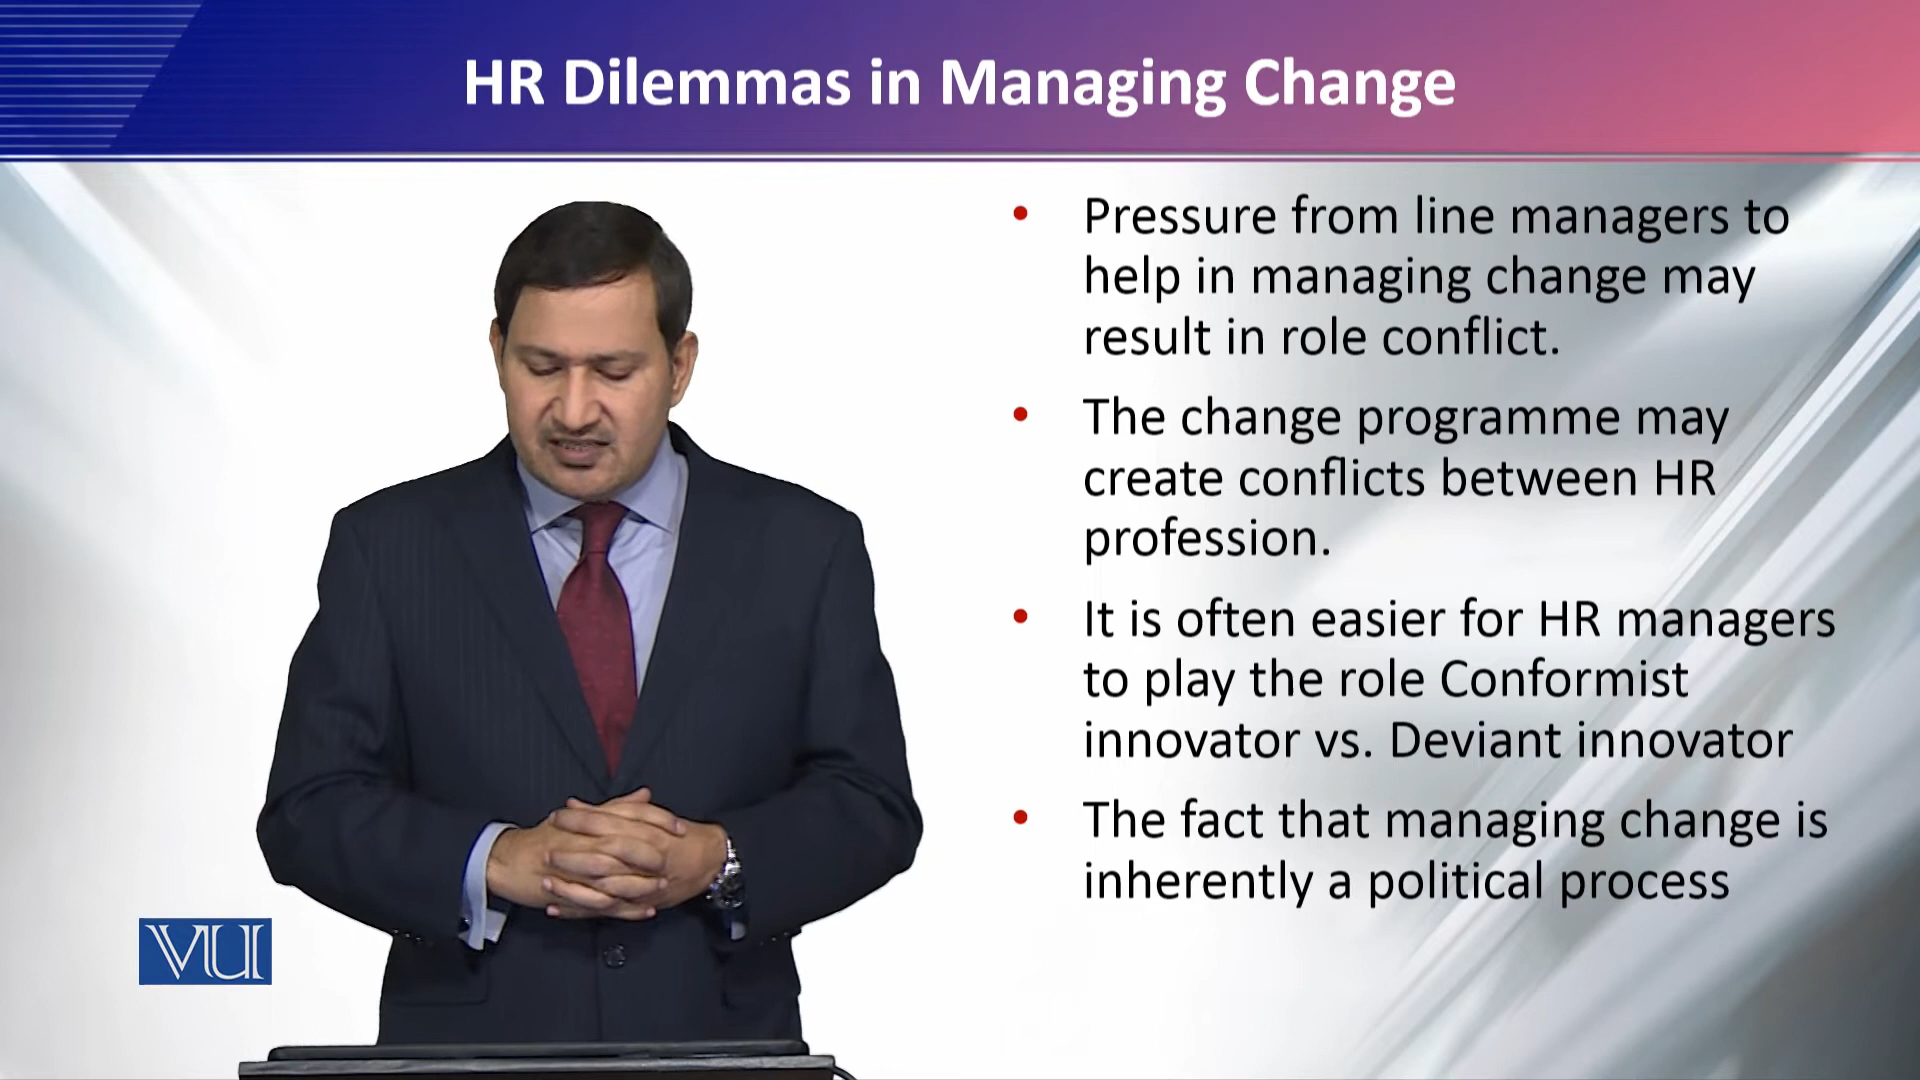 HR Dilemmas in Managing Change
• Pressure from line managers to
help in managing change may
result in role conflict.
• The change programme may
create conflicts between HR
profession.
• It is often easier for HR managers
to play the role Conformist
innovator vs. Deviant innovator
• The fact that managing change is
inherently a political process
VU